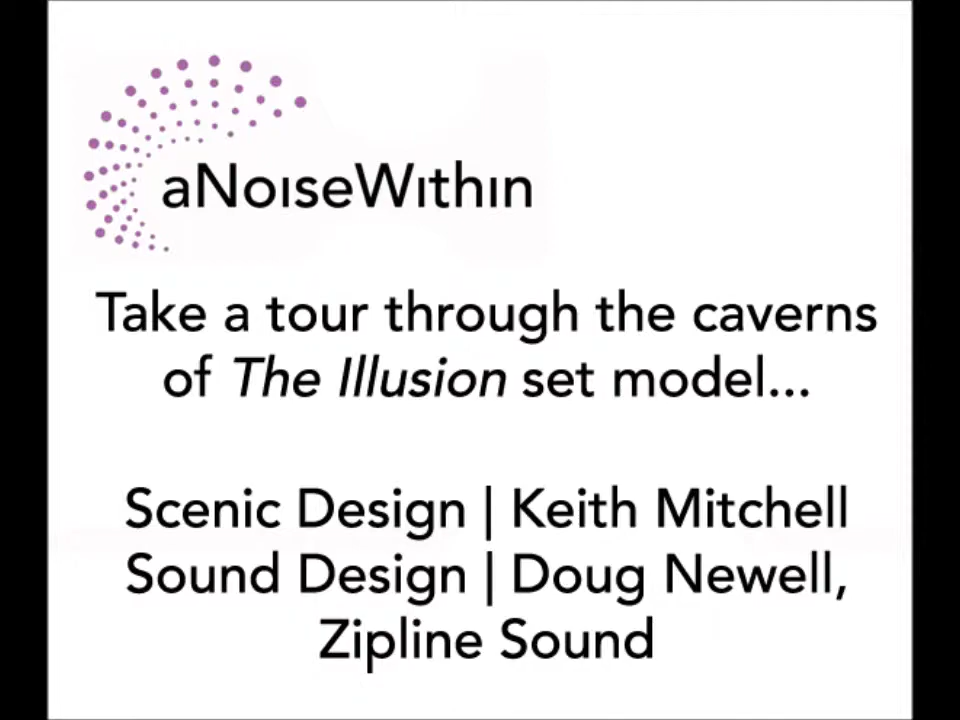 aNoiseWithin
Take a tour through the caverns
of The Illusion set model...
Scenic Design | Keith Mitchell
Sound Design | Doug Newell,
Zipline Sound